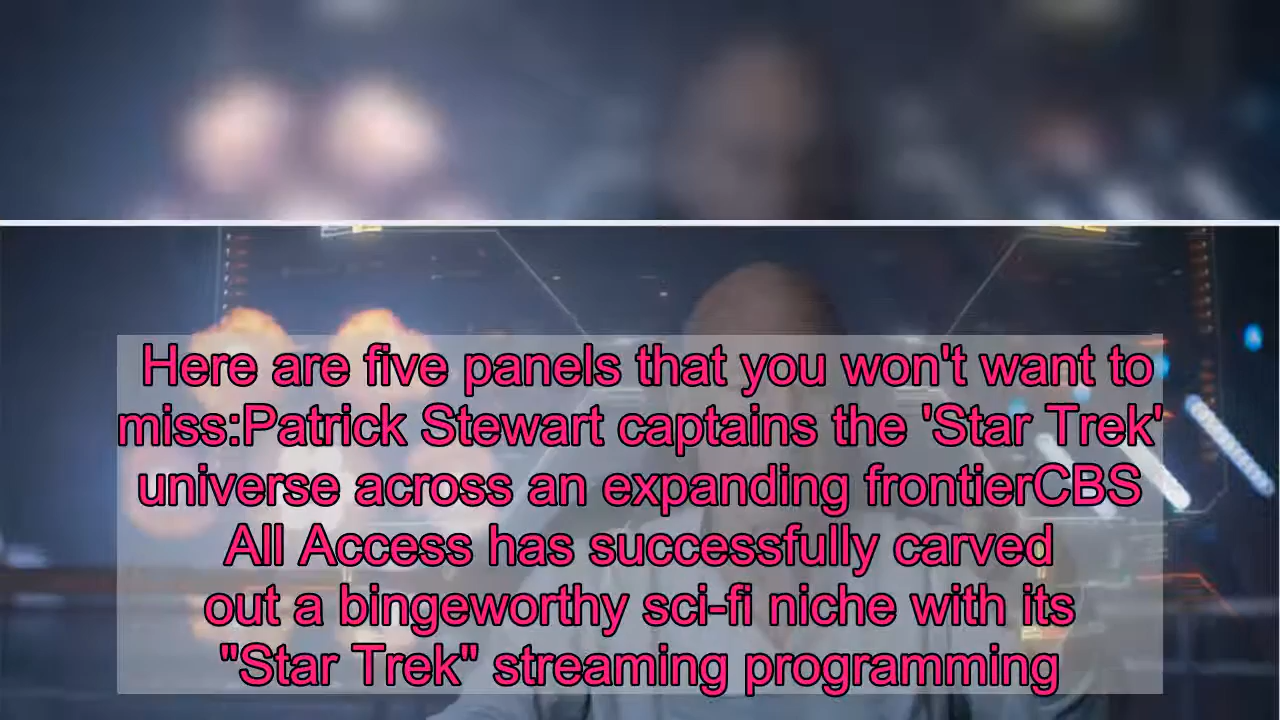 Here are five panels that you won't want to
miss:Patrick Stewart captains the 'Star Trek'
universe across an expanding frontierCBS
All Access has successfully carved
out a bingeworthy sci-fi niche with its
"Star Trek" streaming programming